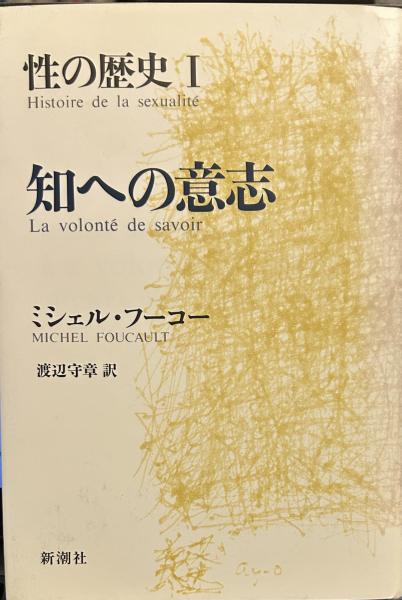 性の歴史 I
Histoire de la sexualité
知への意志
La volonté de savoir
ミシェル・フーコー
MICHEL FOUCAULT
渡辺守章 訳
新潮社
ay-o